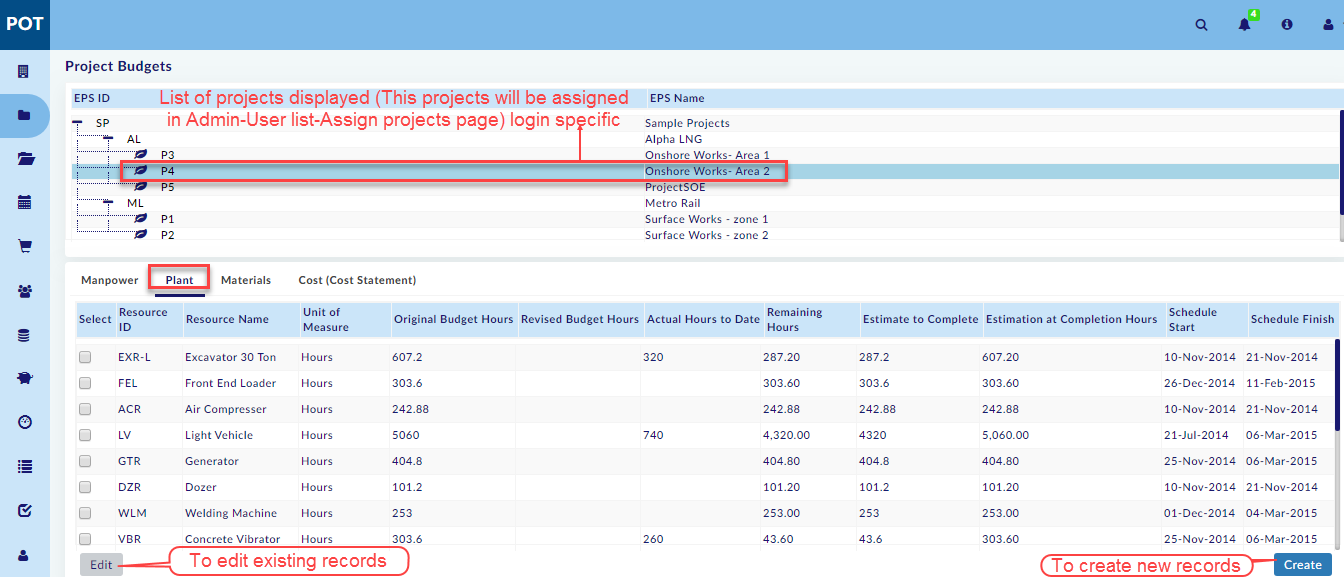 POT
4
Project Budgets
EPS ID EPS Name
List of projects displayed (This projects will be assigned
in Admin-User list-Assign projects page) login specific
SP Sample Projects
AL Alpha LNG
P3 Onshore Works- Area 1
P4 Onshore Works- Area 2
P5 ProjectSOE
ML Metro Rail
P1 Surface Works - zone 1
P2 Surface Works - zone 2
Manpower Plant Materials Cost (Cost Statement)
Select Resource ID Resource Name Unit of Measure Original Budget Hours Revised Budget Hours Actual Hours to Date Remaining Hours Estimate to Complete Estimation at Completion Hours Schedule Start Schedule Finish
EXR-L Excavator 30 Ton Hours 607.2 320 287.20 287.2 607.20 10-Nov-2014 21-Nov-2014
FEL Front End Loader Hours 303.6 303.60 303.6 303.60 26-Dec-2014 11-Feb-2015
ACR Air Compresser Hours 242.88 242.88 242.88 242.88 10-Nov-2014 21-Nov-2014
LV Light Vehicle Hours 5060 740 4,320.00 4320 5,060.00 21-Jul-2014 06-Mar-2015
GTR Generator Hours 404.8 404.80 404.8 404.80 25-Nov-2014 06-Mar-2015
DZR Dozer Hours 101.2 101.20 101.2 101.20 10-Nov-2014 21-Nov-2014
WLM Welding Machine Hours 253 253.00 253 253.00 01-Dec-2014 04-Mar-2015
VBR Concrete Vibrator Hours 303.6 260 43.60 43.6 303.60 25-Nov-2014 06-Mar-2015
Edit To edit existing records To create new records Create